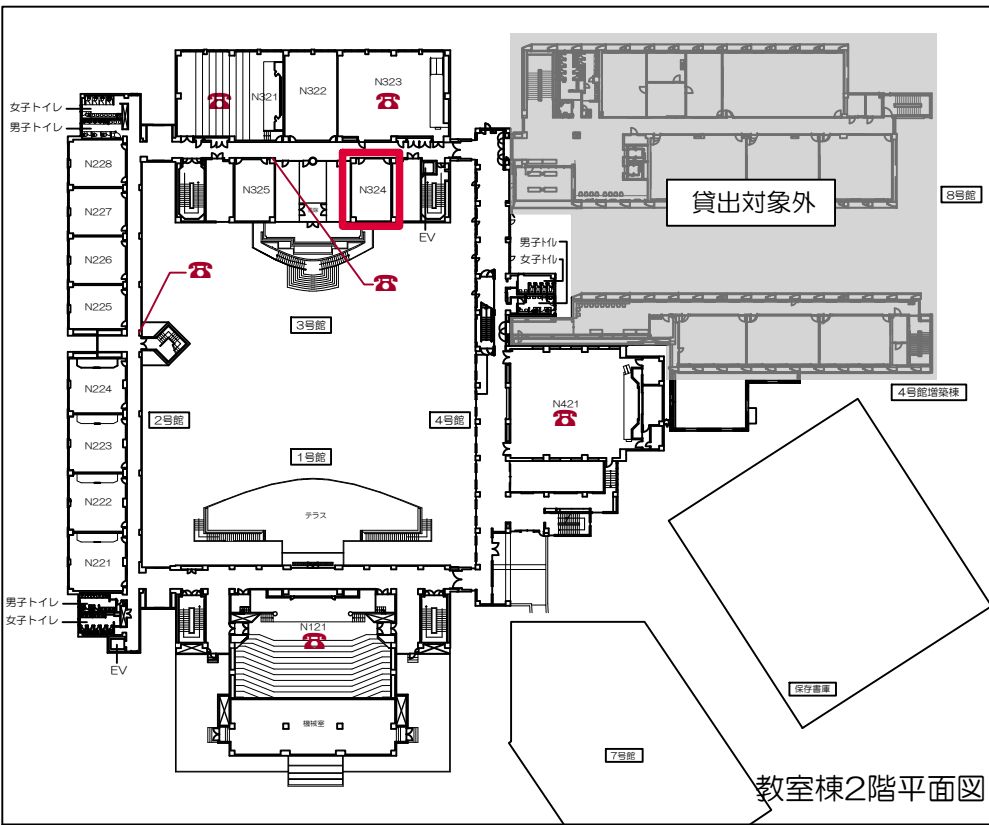 N321
N322
N323
女子トイレ
男子トイレ
N228
N325
N324
貸出対象外
8号館
N227
EV
男子トイレ
女子トイレ
N226
N225
3号館
N224
4号館増築棟
N421
2号館
4号館
N223
1号館
N222
テラス
N221
男子トイレ
女子トイレ
N121
EV
保存書庫
機械室
7号館
教室棟2階平面図